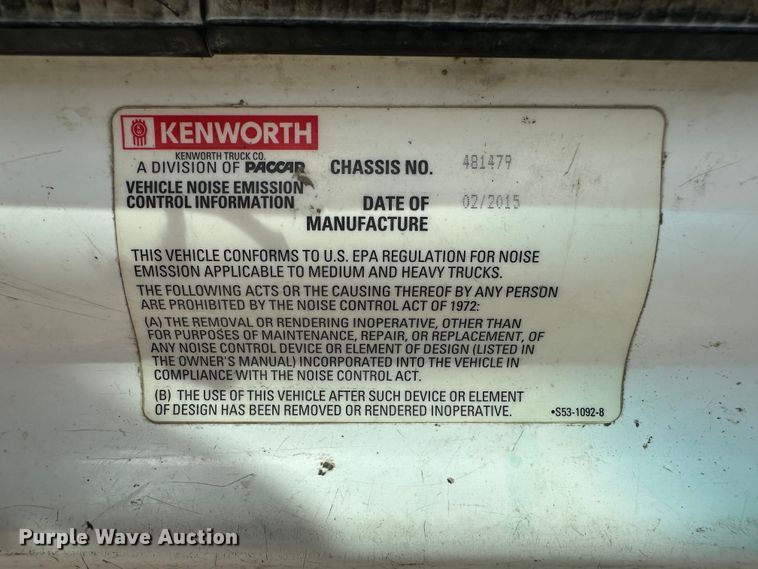 KENWORTH
KENWORTH TRUCK CO.
A DIVISION OF PACCAR
CHASSIS NO. 481479
VEHICLE NOISE EMISSION
CONTROL INFORMATION
DATE OF 02/2015
MANUFACTURE
THIS VEHICLE CONFORMS TO U.S. EPA REGULATION FOR NOISE
EMISSION APPLICABLE TO MEDIUM AND HEAVY TRUCKS.
THE FOLLOWING ACTS OR THE CAUSING THEREOF BY ANY PERSON
ARE PROHIBITED BY THE NOISE CONTROL ACT OF 1972:
(A) THE REMOVAL OR RENDERING INOPERATIVE, OTHER THAN
FOR PURPOSES OF MAINTENANCE, REPAIR, OR REPLACEMENT, OF
ANY NOISE CONTROL DEVICE OR ELEMENT OF DESIGN (LISTED IN
THE OWNER'S MANUAL) INCORPORATED INTO THE VEHICLE IN
COMPLIANCE WITH THE NOISE CONTROL ACT.
(B) THE USE OF THIS VEHICLE AFTER SUCH DEVICE OR ELEMENT
OF DESIGN HAS BEEN REMOVED OR RENDERED INOPERATIVE.
•S53-1092-8
Purple Wave Auction